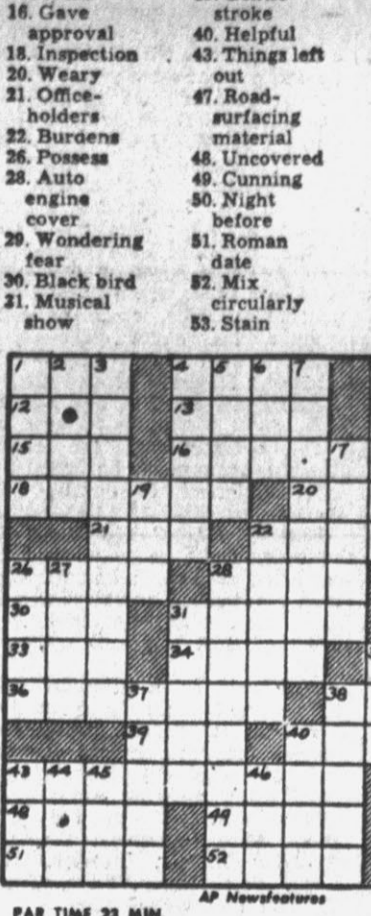 16. Gave
approval
18. Inspection
20. Weary
21. Office-
holders
22. Burdens
26. Possess
28. Auto
engine
cover
29. Wondering
fear
30. Black bird
31. Musical
show
stroke
40. Helpful
43. Things left
out
47. Road-
surfacing
material
48. Uncovered
49. Cunning
50. Night
before
51. Roman
date
52. Mix
circularly
53. Stain
1 2 3 4 5 6 7
12 13
15 16 17
18 19 20
21 22
26 27 28
30 31
33 34
36 37 38
39 40
43 44 45 46
48 49
51 52
AP Newsfeatures
PAR TIME 22 MIN.